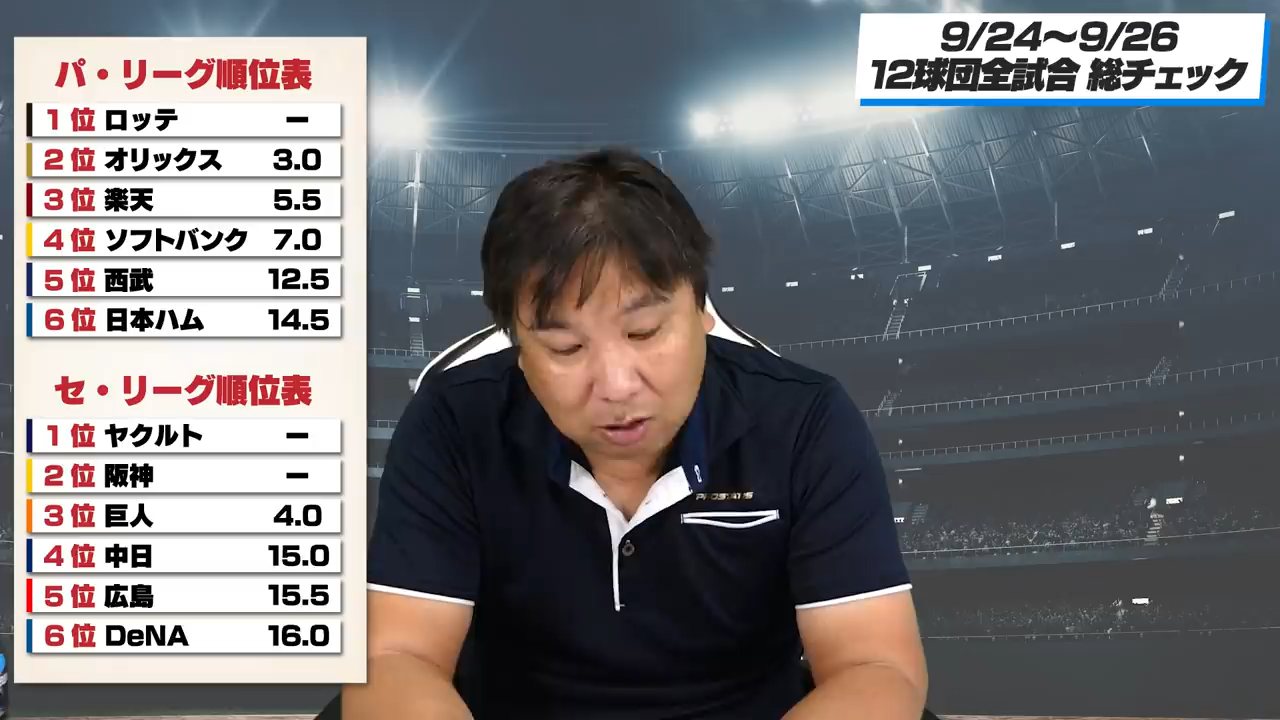 9/24〜9/26
12球団全試合 総チェック
パ・リーグ順位表
1位 ロッテ ー
2位 オリックス 3.0
3位 楽天 5.5
4位 ソフトバンク 7.0
5位 西武 12.5
6位 日本ハム 14.5
セ・リーグ順位表
1位 ヤクルト ー
2位 阪神 ー
3位 巨人 4.0
4位 中日 15.0
5位 広島 15.5
6位 DeNA 16.0